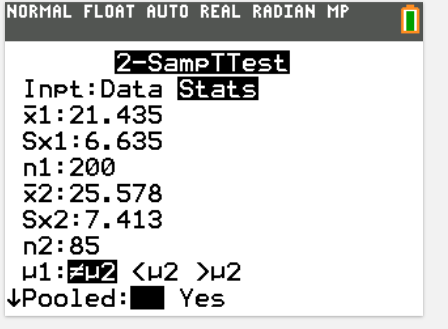 NORMAL FLOAT AUTO REAL RADIAN MP
2-SampTTest
Inpt:Data Stats
x̄1:21.435
Sx1:6.635
n1:200
x̄2:25.578
Sx2:7.413
n2:85
μ1:≠μ2 <μ2 >μ2
↓Pooled: Yes